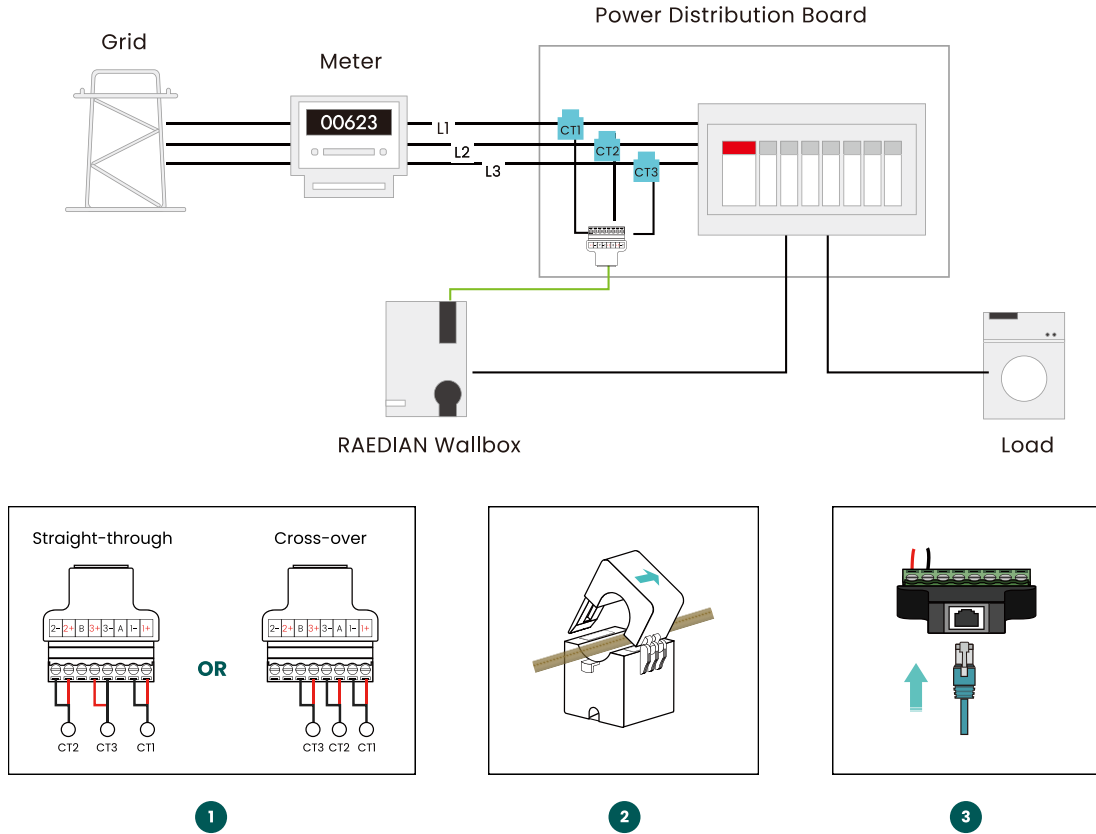 Power Distribution Board
Grid
Meter
00623
L1
L2
L3
CT1
CT2
CT3
RAEDIAN Wallbox
Load
Straight-through
Cross-over
2- 2+ B 3+ 3- A 1- 1+
2- 2+ B 3+ 3- A 1- 1+
OR
CT2 CT3 CT1
CT3 CT2 CT1
1
2
3